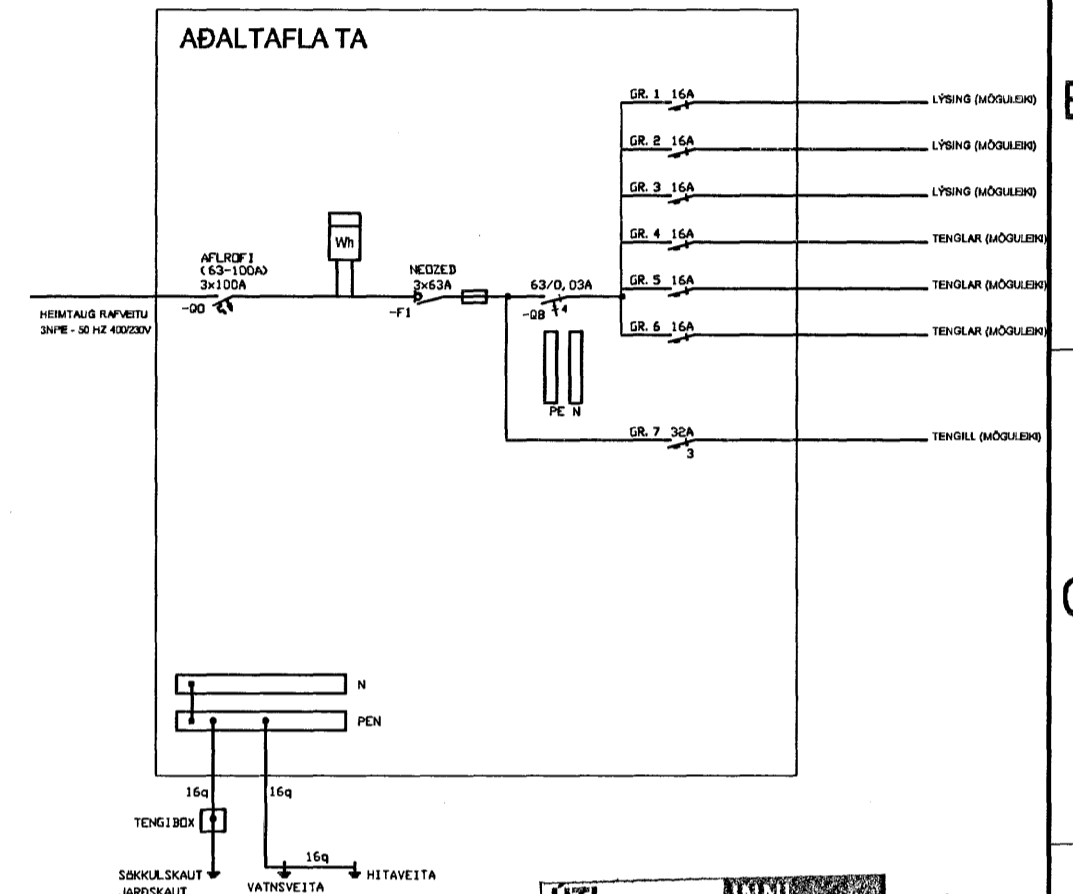 AÐALTAFLA TA
GR. 1 16A
LÝSING (MÖGULEIKI)
GR. 2 16A
LÝSING (MÖGULEIKI)
GR. 3 16A
LÝSING (MÖGULEIKI)
GR. 4 16A
TENGLAR (MÖGULEIKI)
GR. 5 16A
TENGLAR (MÖGULEIKI)
GR. 6 16A
TENGLAR (MÖGULEIKI)
GR. 7 32A
3
TENGILL (MÖGULEIKI)
Wh
AFLROFI
(63-100A)
3x100A
-Q0
NEOZED
3x63A
-F1
63/0,03A
-Q8 4
PE N
HEIMTAUG RAFVEITU
3NPE - 50 HZ 400/230V
N
PEN
16q
16q
TENGIBOX
16q
SÖKKULSKAUT
JARÐSKAUT
VATNSVEITA
HITAVEITA